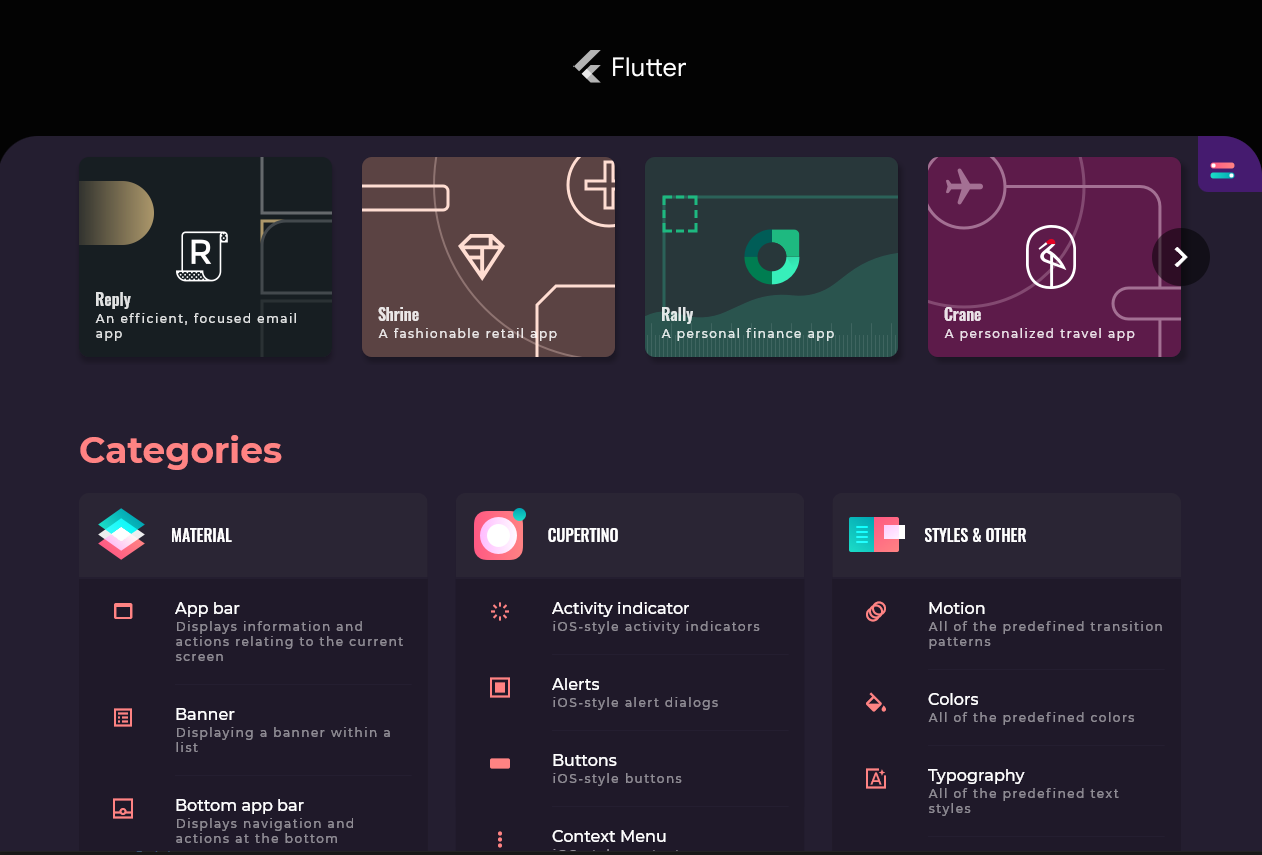 Flutter
R
Reply
An efficient, focused email
app
Shrine
A fashionable retail app
Rally
A personal finance app
Crane
A personalized travel app
Categories
MATERIAL
App bar
Displays information and
actions relating to the current
screen
Banner
Displaying a banner within a
list
Bottom app bar
Displays navigation and
actions at the bottom
CUPERTINO
Activity indicator
iOS-style activity indicators
Alerts
iOS-style alert dialogs
Buttons
iOS-style buttons
Context Menu
STYLES & OTHER
Motion
All of the predefined transition
patterns
Colors
All of the predefined colors
A
Typography
All of the predefined text
styles